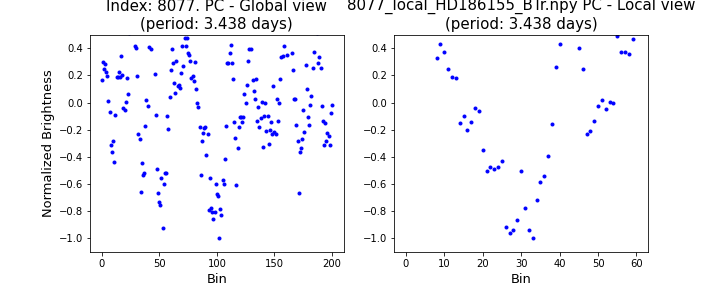 Index: 8077. PC - Global view
(period: 3.438 days)
8077_local_HD186155_BTr.npy PC - Local view
(period: 3.438 days)
Normalized Brightness
0.4
0.2
0.0
−0.2
−0.4
−0.6
−0.8
−1.0
0 50 100 150 200
Bin
0.4
0.2
0.0
−0.2
−0.4
−0.6
−0.8
−1.0
0 10 20 30 40 50 60
Bin